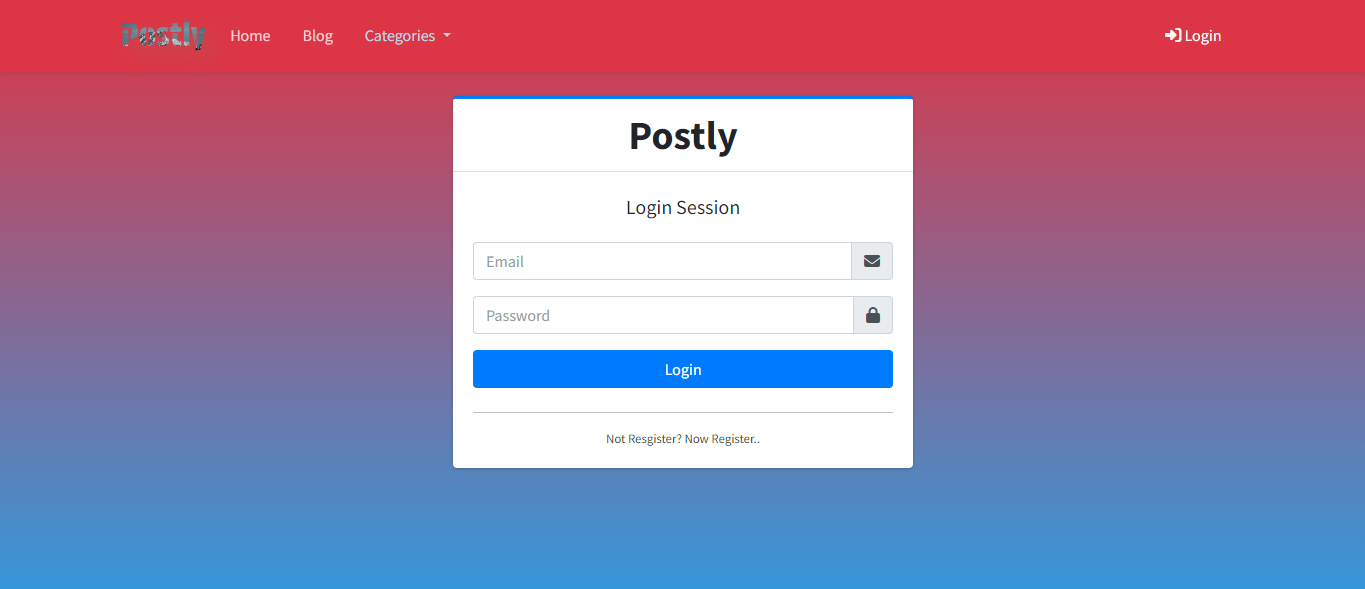 Postly Home Blog Categories Login
Postly
Login Session
Email
Password
Login
Not Resgister? Now Register..